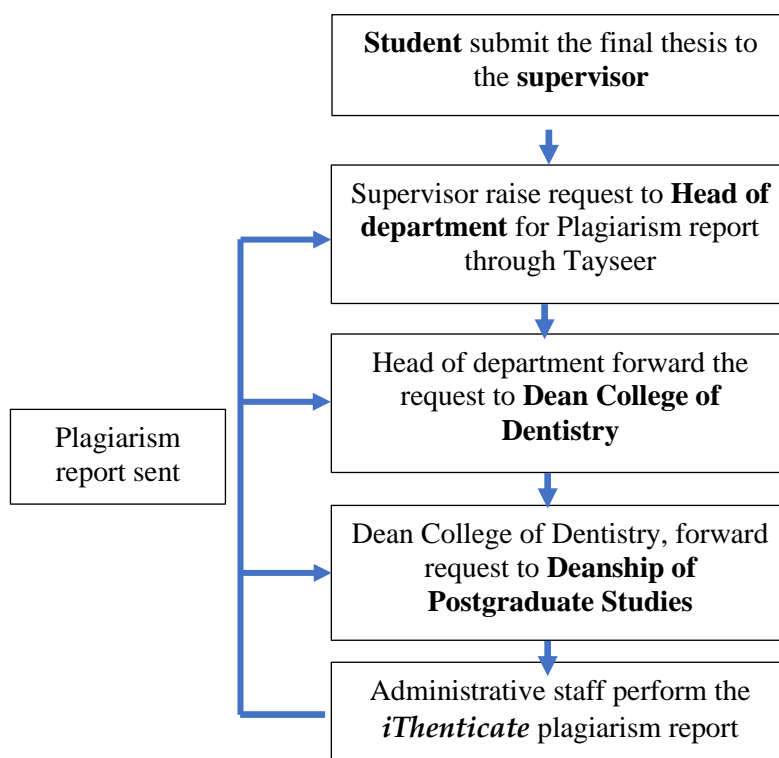 Student submit the final thesis to
the supervisor
Supervisor raise request to Head of
department for Plagiarism report
through Tayseer
Head of department forward the
request to Dean College of
Dentistry
Plagiarism
report sent
Dean College of Dentistry, forward
request to Deanship of
Postgraduate Studies
Administrative staff perform the
iThenticate plagiarism report